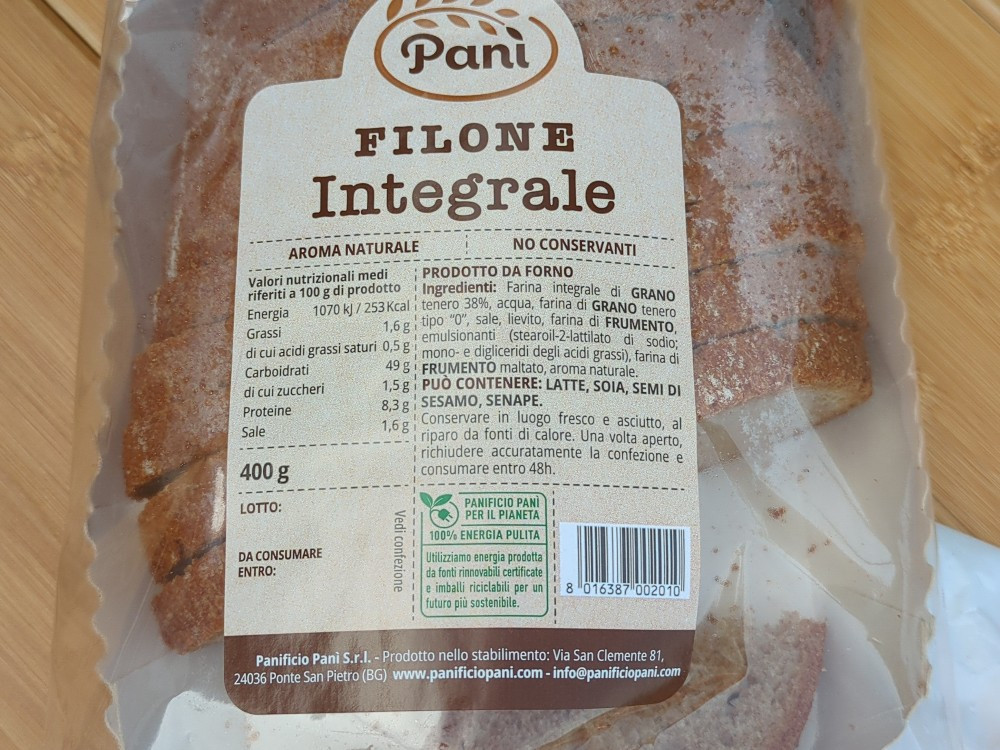 Panì
FILONE
Integrale
AROMA NATURALE
NO CONSERVANTI
Valori nutrizionali medi
riferiti a 100 g di prodotto
Energia 1070 kJ / 253 Kcal
Grassi 1,6 g
di cui acidi grassi saturi 0,5 g
Carboidrati 49 g
di cui zuccheri 1,5 g
Proteine 8,3 g
Sale 1,6 g
400 g
LOTTO:
DA CONSUMARE
ENTRO:
Vedi confezione
PRODOTTO DA FORNO
Ingredienti: Farina integrale di GRANO
tenero 38%, acqua, farina di GRANO tenero
tipo “0”, sale, lievito, farina di FRUMENTO,
emulsionanti (stearoil-2-lattilato di sodio;
mono- e digliceridi degli acidi grassi), farina di
FRUMENTO maltato, aroma naturale.
PUÒ CONTENERE: LATTE, SOIA, SEMI DI
SESAMO, SENAPE.
Conservare in luogo fresco e asciutto, al
riparo da fonti di calore. Una volta aperto,
richiudere accuratamente la confezione e
consumare entro 48h.
PANIFICIO PANÌ
PER IL PIANETA
100% ENERGIA PULITA
Utilizziamo energia prodotta
da fonti rinnovabili certificate
e imballi riciclabili per un
futuro più sostenibile.
8 016387 002010
Panificio Panì S.r.l. - Prodotto nello stabilimento: Via San Clemente 81,
24036 Ponte San Pietro (BG) www.panificiopani.com - info@panificiopani.com